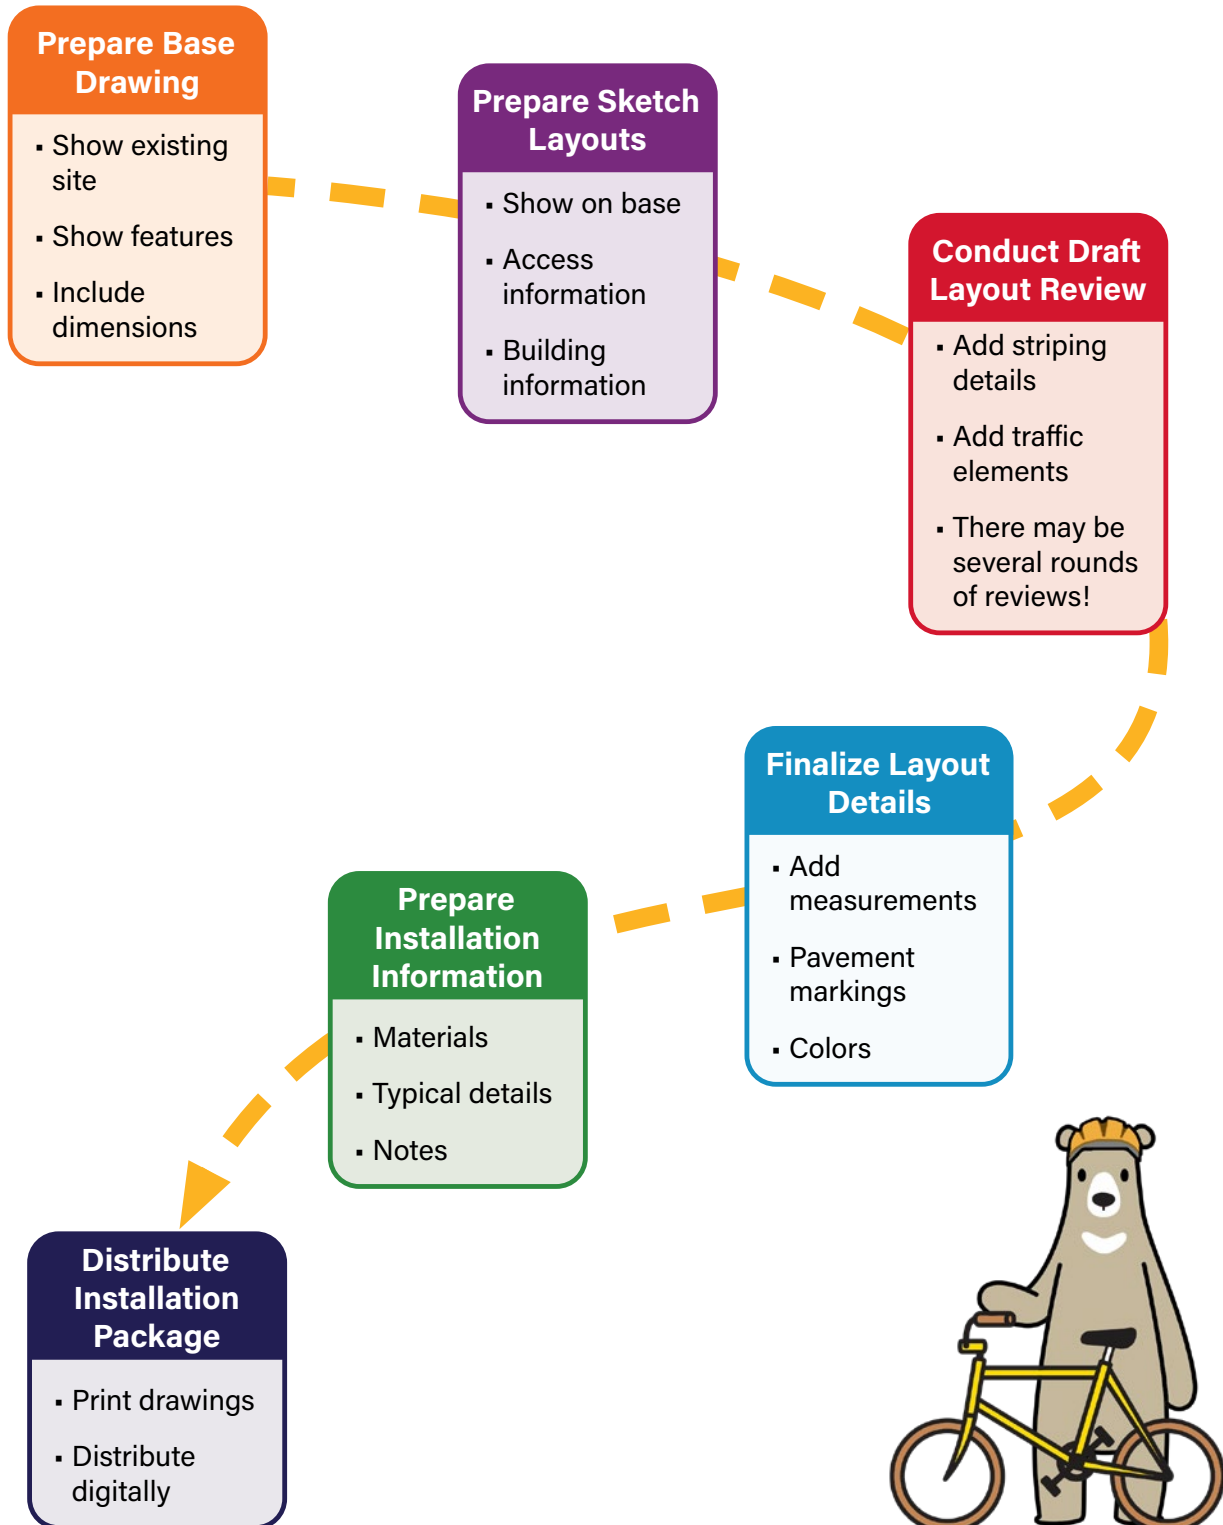 Prepare Base
Drawing
▪ Show existing
site
▪ Show features
▪ Include
dimensions
Prepare Sketch
Layouts
▪ Show on base
▪ Access
information
▪ Building
information
Conduct Draft
Layout Review
▪ Add striping
details
▪ Add traffic
elements
▪ There may be
several rounds
of reviews!
Finalize Layout
Details
▪ Add
measurements
▪ Pavement
markings
▪ Colors
Prepare
Installation
Information
▪ Materials
▪ Typical details
▪ Notes
Distribute
Installation
Package
▪ Print drawings
▪ Distribute
digitally